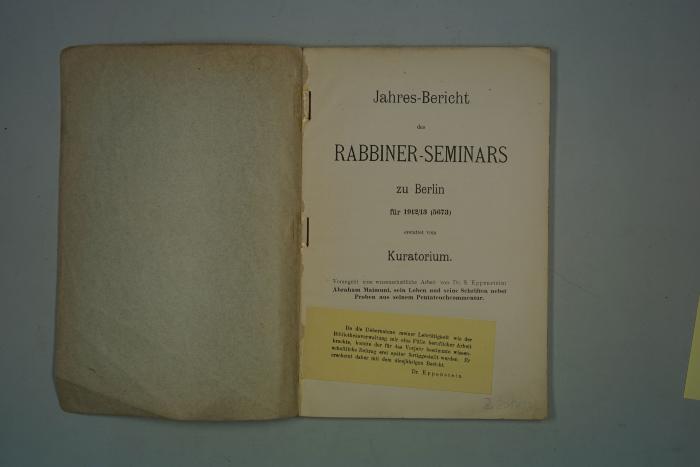 Jahres-Bericht
des
RABBINER-SEMINARS
zu Berlin
für 1912/13 (5673)
erstattet vom
Kuratorium.
Vorangeht eine wissenschaftliche Arbeit von Dr. S. Eppenstein:
Abraham Maimuni, sein Leben und seine Schriften nebst
Proben aus seinem Pentateuchcommentar.
Da die Uebernahme meiner Lehrtätigkeit wie der
Bibliotheksverwaltung mir eine Fülle beruflicher Arbeit
brachte, konnte der für das Vorjahr bestimmte wissen-
schaftliche Beitrag erst später fertiggestellt werden. Er
erscheint daher mit dem diesjährigen Bericht.
Dr. Eppenstein.